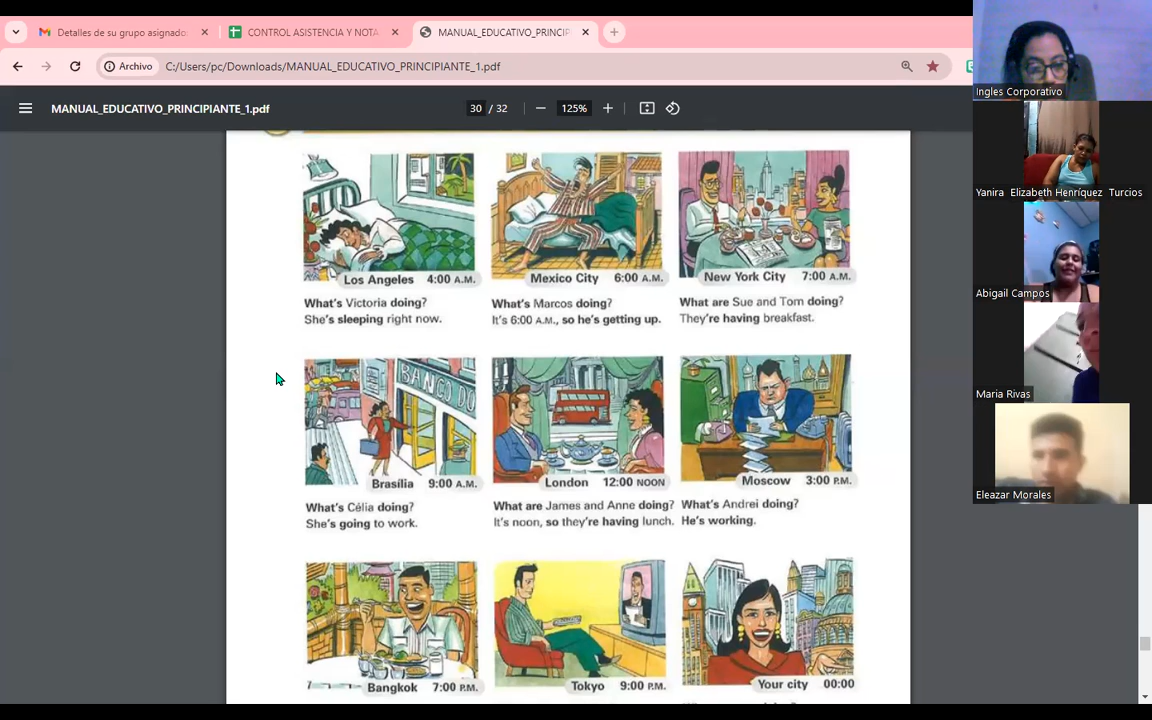 Detalles de su grupo asignado
CONTROL ASISTENCIA Y NOTA
MANUAL_EDUCATIVO_PRINCIP
Archivo
C:/Users/pc/Downloads/MANUAL_EDUCATIVO_PRINCIPIANTE_1.pdf
MANUAL_EDUCATIVO_PRINCIPIANTE_1.pdf
30 / 32
125%
Ingles Corporativo
Yanira Elizabeth Henríquez Turcios
Abigail Campos
Maria Rivas
Eleazar Morales
Los Angeles 4:00 A.M.
What's Victoria doing?
She's sleeping right now.
Mexico City 6:00 A.M.
What's Marcos doing?
It's 6:00 A.M., so he's getting up.
New York City 7:00 A.M.
What are Sue and Tom doing?
They're having breakfast.
BANCO DO
Brasília 9:00 A.M.
What's Célia doing?
She's going to work.
London 12:00 NOON
What are James and Anne doing?
It's noon, so they're having lunch.
Moscow 3:00 P.M.
What's Andrei doing?
He's working.
Bangkok 7:00 P.M.
Tokyo 9:00 P.M.
Your city 00:00